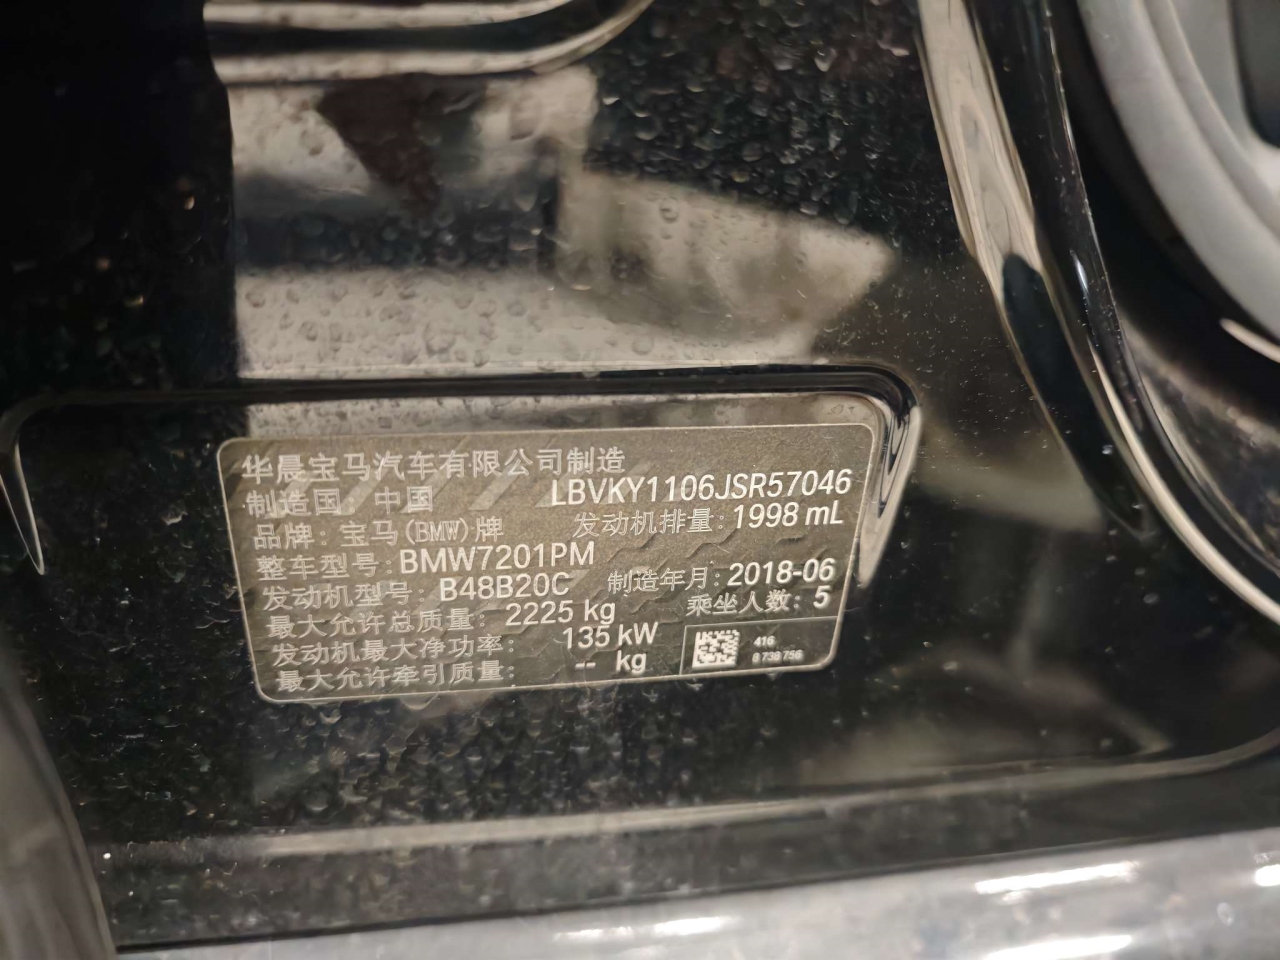 华晨宝马汽车有限公司制造
制造国: 中国 LBVKY1106JSR57046
品牌: 宝马(BMW)牌 发动机排量: 1998 mL
整车型号: BMW7201PM
发动机型号: B48B20C 制造年月: 2018-06
最大允许总质量: 2225 kg 乘坐人数: 5
发动机最大净功率: 135 kW
最大允许牵引质量: -- kg
416
8 738 756